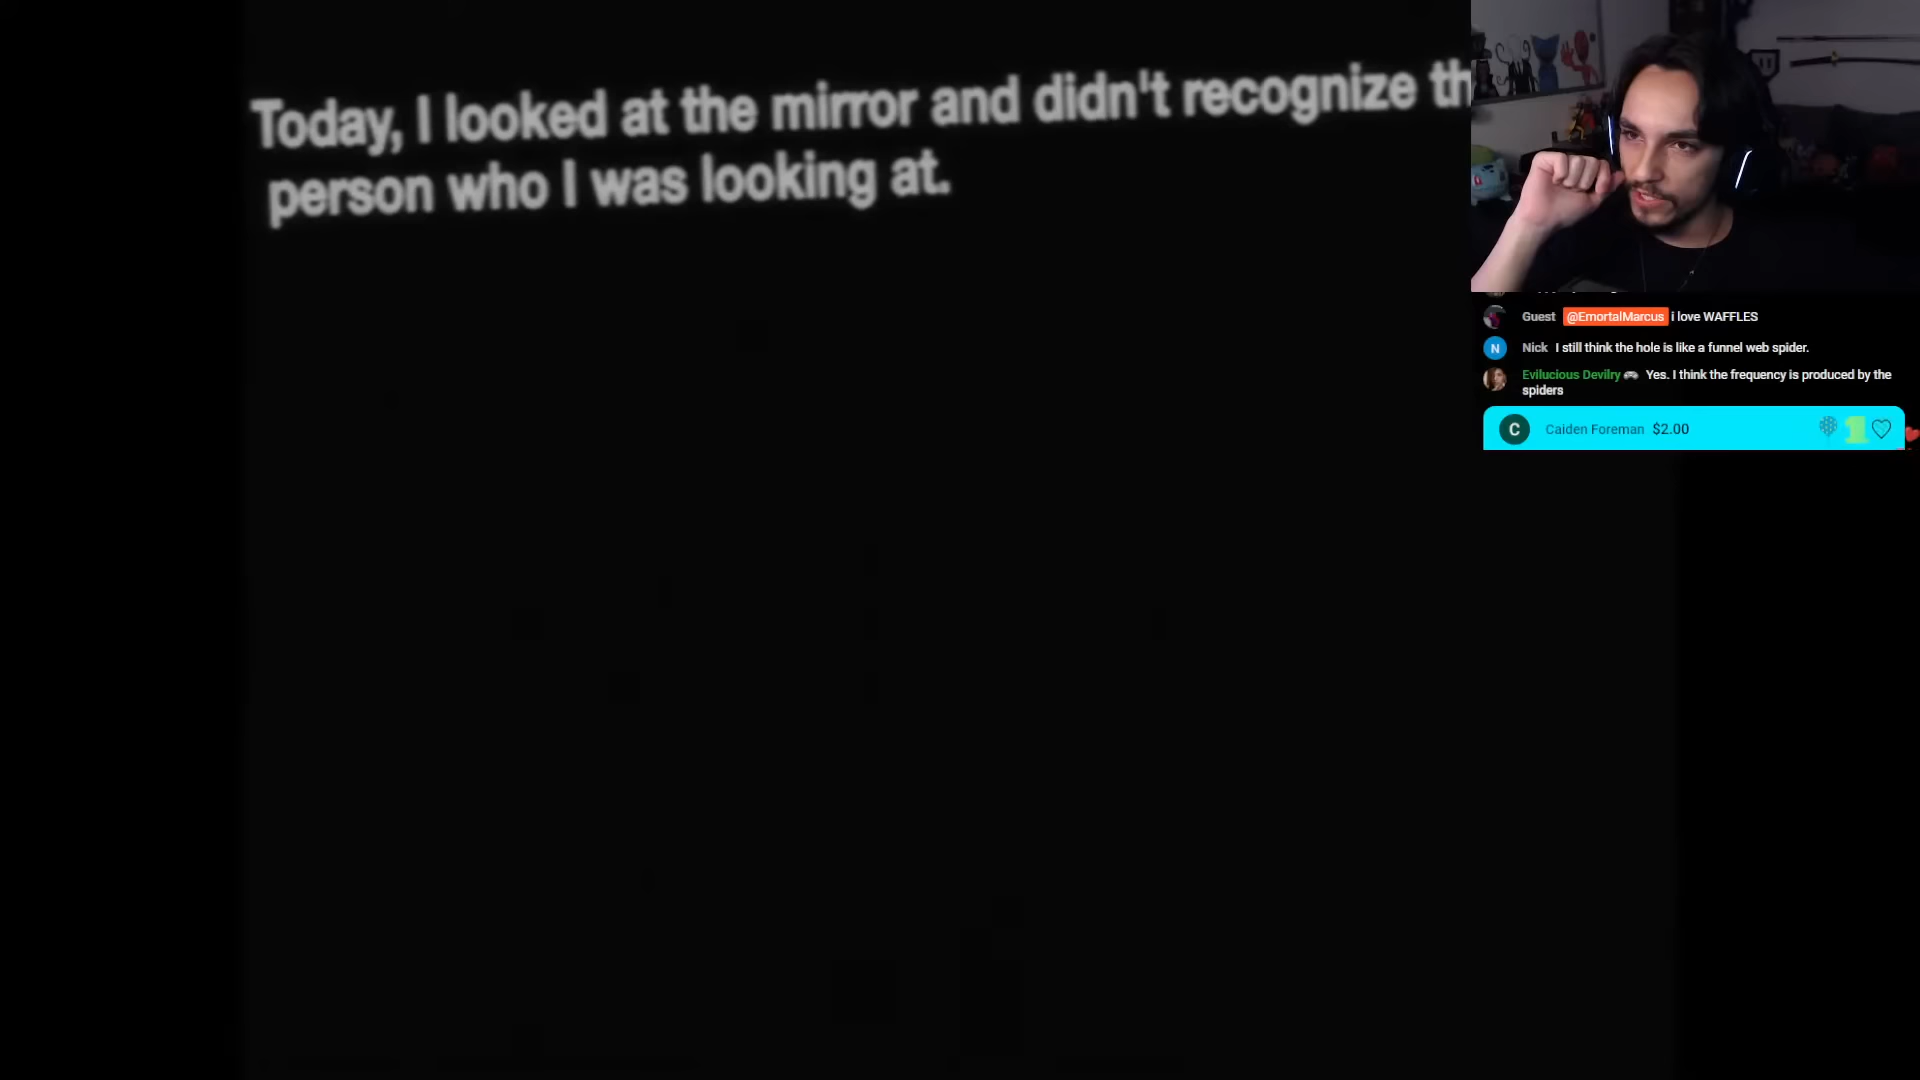 Today, I looked at the mirror and didn't recognize th
person who I was looking at.
Guest @EmortalMarcus i love WAFFLES
N Nick I still think the hole is like a funnel web spider.
Evilucious Devilry Yes. I think the frequency is produced by the
spiders
C Caiden Foreman $2.00